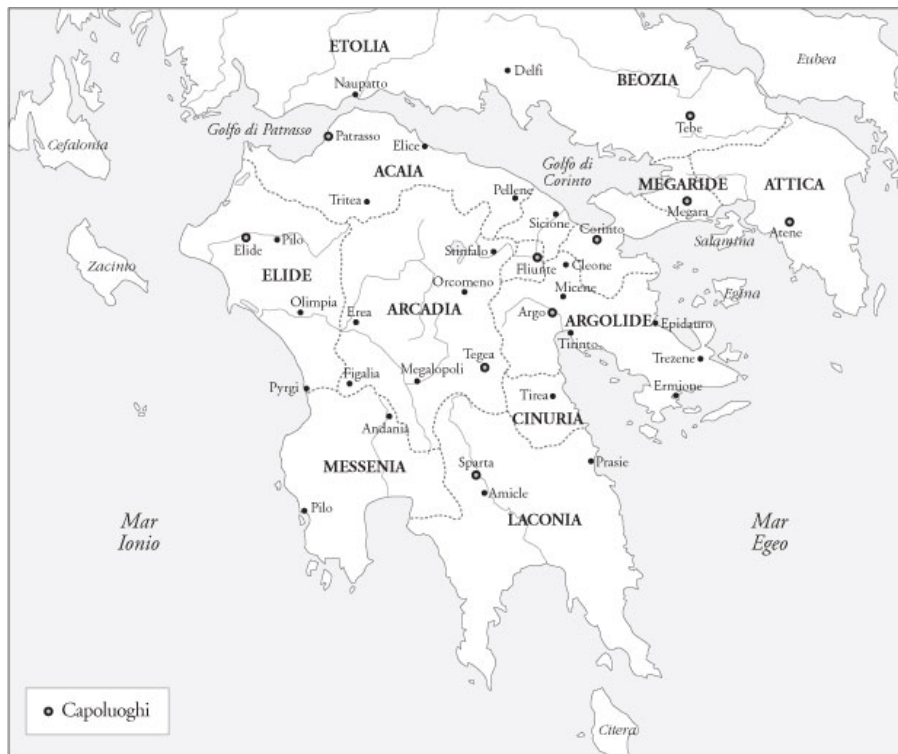 ETOLIA
Eubea
Delfi
BEOZIA
Naupatto
Tebe
Golfo di Patrasso
Patrasso
Elice
Cefalonia
ACAIA
Golfo di
Corinto
MEGARIDE
ATTICA
Pellene
Tritea
Megara
Sicione
Atene
Corinto
Salamina
Elide
Pilo
Stinfalo
Zacinto
Fliunte
Cleone
ELIDE
Orcomeno
Micene
Egina
Olimpia
ARCADIA
Erea
Argo
ARGOLIDE
Epidauro
Tirinto
Tegea
Trezene
Figalia
Megalopoli
Pyrgi
Ermione
Tirea
Andania
CINURIA
MESSENIA
Sparta
Prasie
Amicle
Pilo
LACONIA
Mar
Ionio
Mar
Egeo
Capoluoghi
Citera